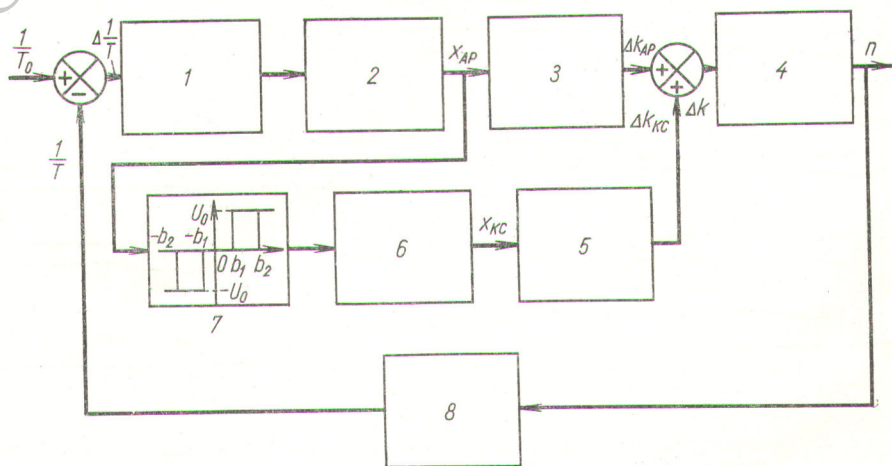 1/T₀
Δ1/T
+
−
1
2
X_AP
3
Δk_AP
+
+
4
n
1/T
Δk_KC
Δk
U₀
−b₂
−b₁
0
b₁
b₂
−U₀
7
6
X_KC
5
8